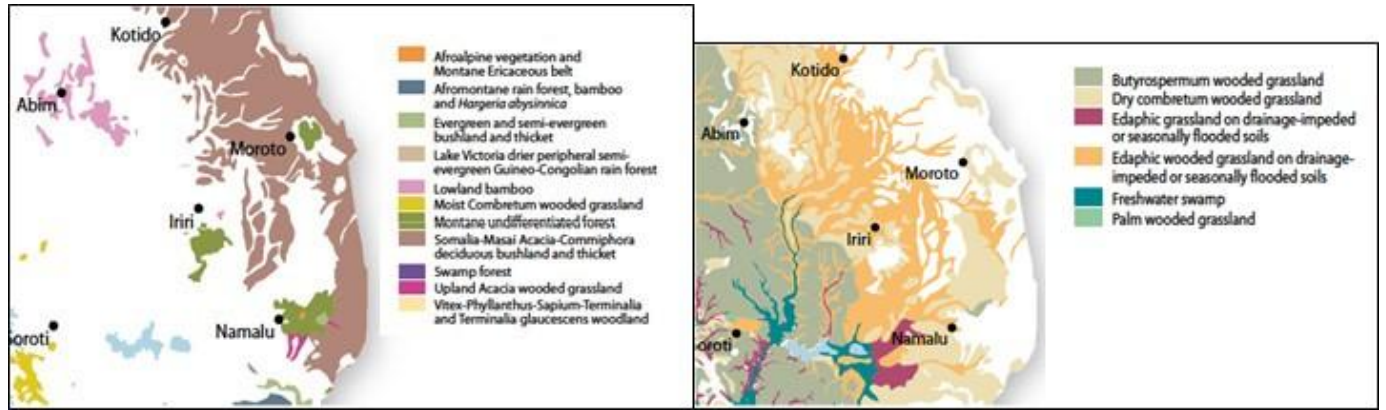 Kotido
Abim
Moroto
Iriri
Namalu
oroti
Afroalpine vegetation and
Montane Ericaceous belt
Afromontane rain forest, bamboo
and Hargeria abysinnica
Evergreen and semi-evergreen
bushland and thicket
Lake Victoria drier peripheral semi-
evergreen Guineo-Congolian rain forest
Lowland bamboo
Moist Combretum wooded grassland
Montane undifferentiated forest
Somalia-Masai Acacia-Commiphora
deciduous bushland and thicket
Swamp forest
Upland Acacia wooded grassland
Vitex-Phyllanthus-Sapium-Terminalia
and Terminalia glaucescens woodland
Kotido
Abim
Moroto
Iriri
Namalu
oroti
Butyrospermum wooded grassland
Dry combretum wooded grassland
Edaphic grassland on drainage-impeded
or seasonally flooded soils
Edaphic wooded grassland on drainage-
impeded or seasonally flooded soils
Freshwater swamp
Palm wooded grassland